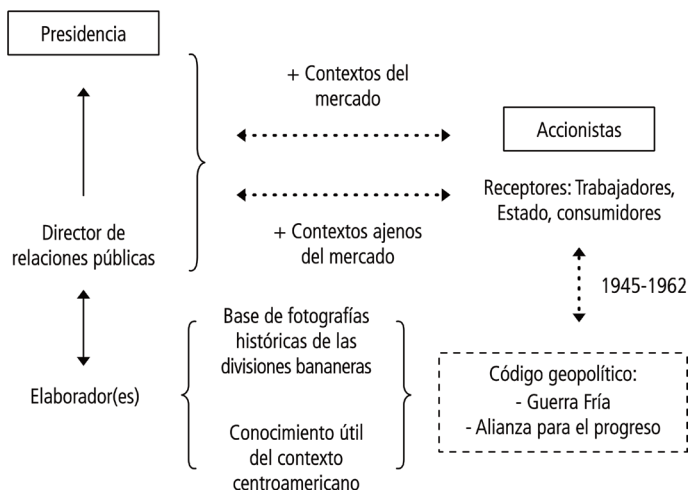 Presidencia
+ Contextos del
mercado
Accionistas
Receptores: Trabajadores,
Estado, consumidores
Director de
relaciones públicas
+ Contextos ajenos
del mercado
1945-1962
Base de fotografías
históricas de las
divisiones bananeras
Elaborador(es)
Conocimiento útil
del contexto
centroamericano
Código geopolítico:
- Guerra Fría
- Alianza para el progreso